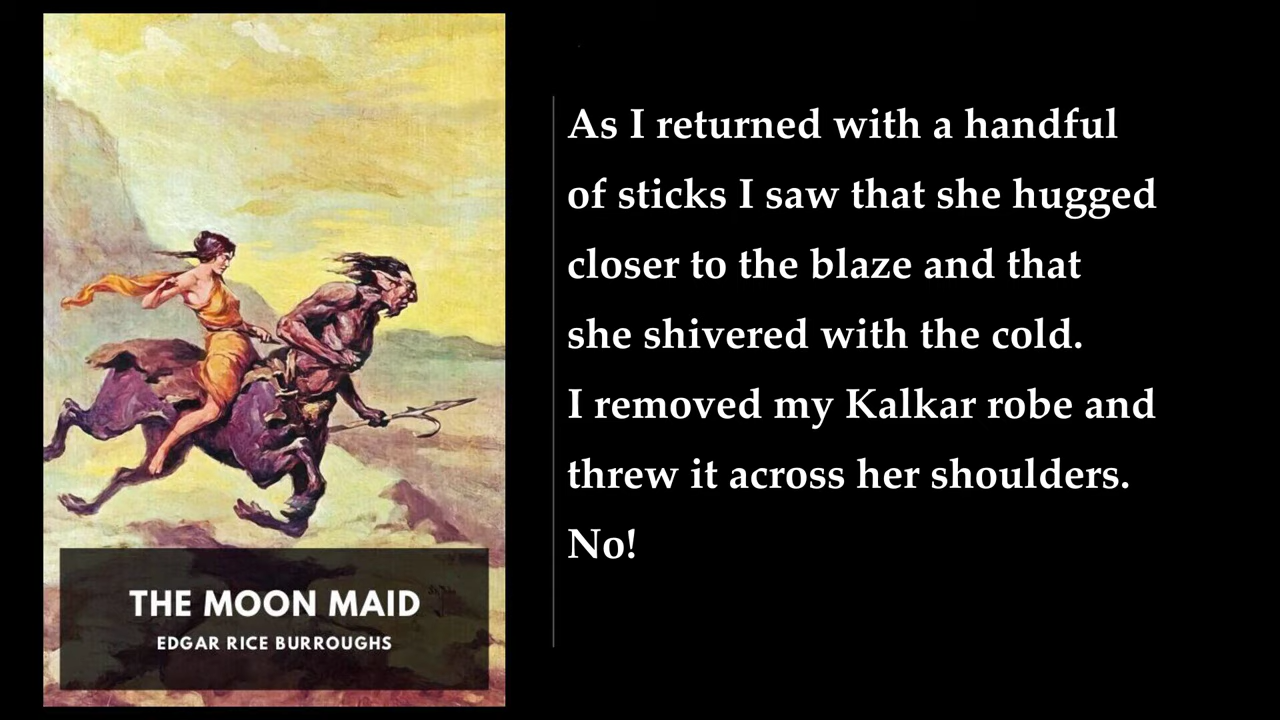 THE MOON MAID
EDGAR RICE BURROUGHS
As I returned with a handful
of sticks I saw that she hugged
closer to the blaze and that
she shivered with the cold.
I removed my Kalkar robe and
threw it across her shoulders.
No!